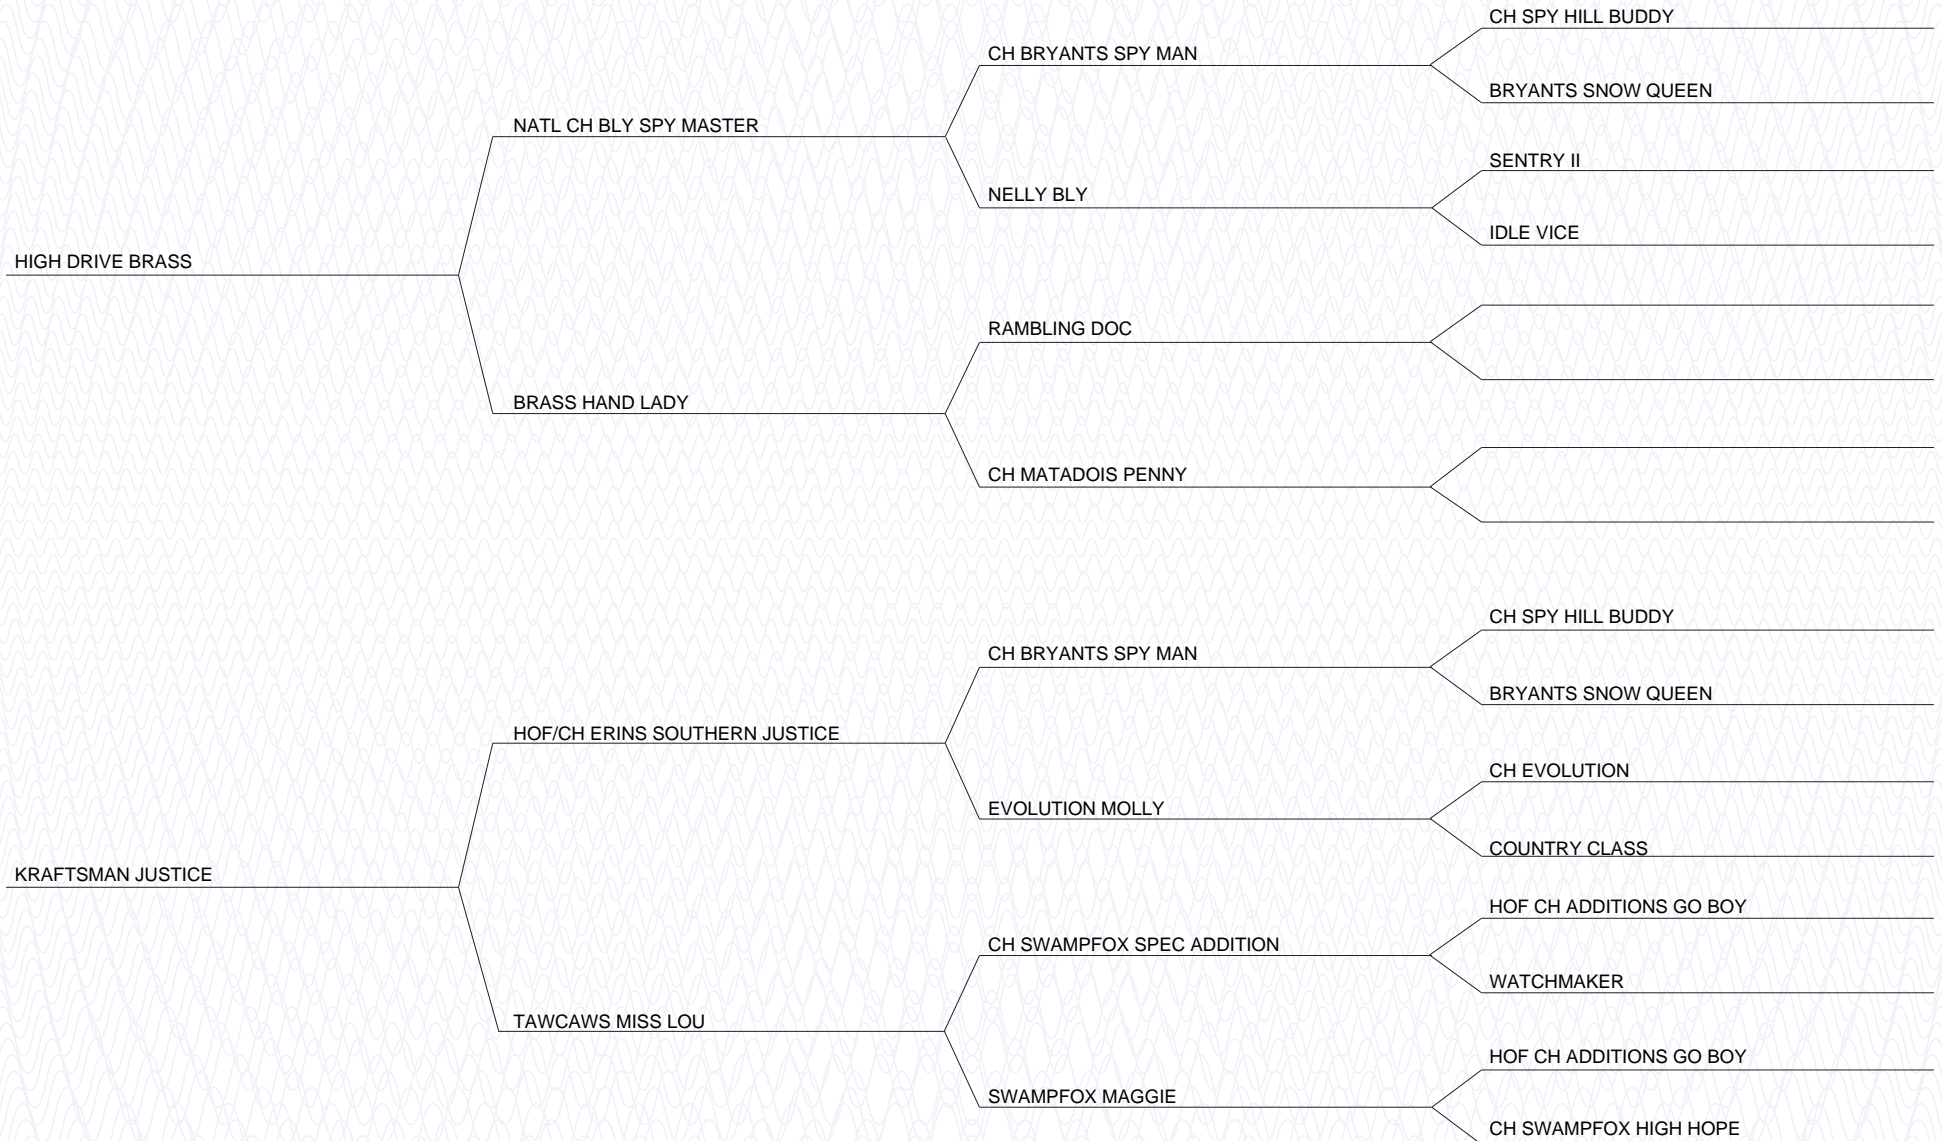 CH SPY HILL BUDDY
CH BRYANTS SPY MAN
BRYANTS SNOW QUEEN
NATL CH BLY SPY MASTER
SENTRY II
NELLY BLY
IDLE VICE
HIGH DRIVE BRASS
RAMBLING DOC
BRASS HAND LADY
CH MATADOIS PENNY
CH SPY HILL BUDDY
CH BRYANTS SPY MAN
BRYANTS SNOW QUEEN
HOF/CH ERINS SOUTHERN JUSTICE
CH EVOLUTION
EVOLUTION MOLLY
COUNTRY CLASS
KRAFTSMAN JUSTICE
HOF CH ADDITIONS GO BOY
CH SWAMPFOX SPEC ADDITION
WATCHMAKER
TAWCAWS MISS LOU
HOF CH ADDITIONS GO BOY
SWAMPFOX MAGGIE
CH SWAMPFOX HIGH HOPE